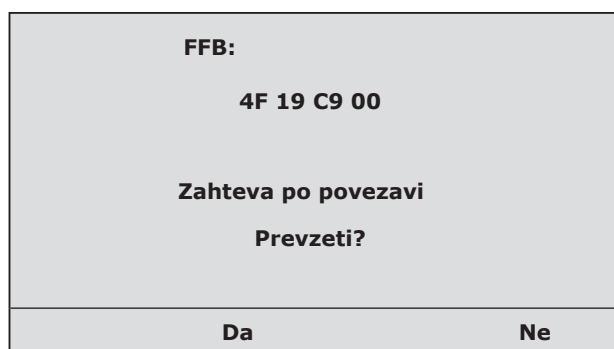 FFB:
4F 19 C9 00
Zahteva po povezavi
Prevzeti?
Da Ne